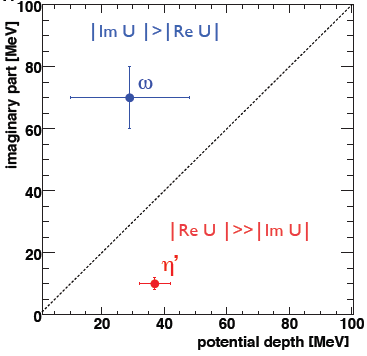 100
|Im U|>|Re U|
imaginary part [MeV]
80
ω
60
40
|Re U|>>|Im U|
20
η'
0
20 40 60 80 100
potential depth [MeV]